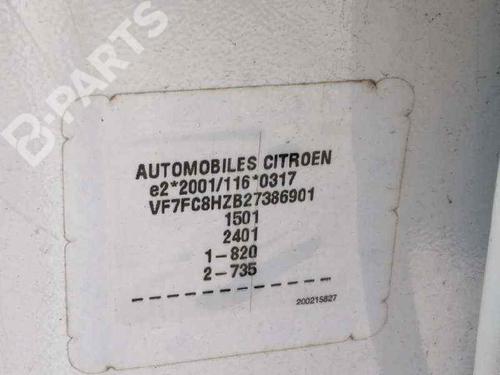 B-PARTS
AUTOMOBILES CITROEN
e2*2001/116*0317
VF7FC8HZB27386901
1501
2401
1-820
2-735
200215827